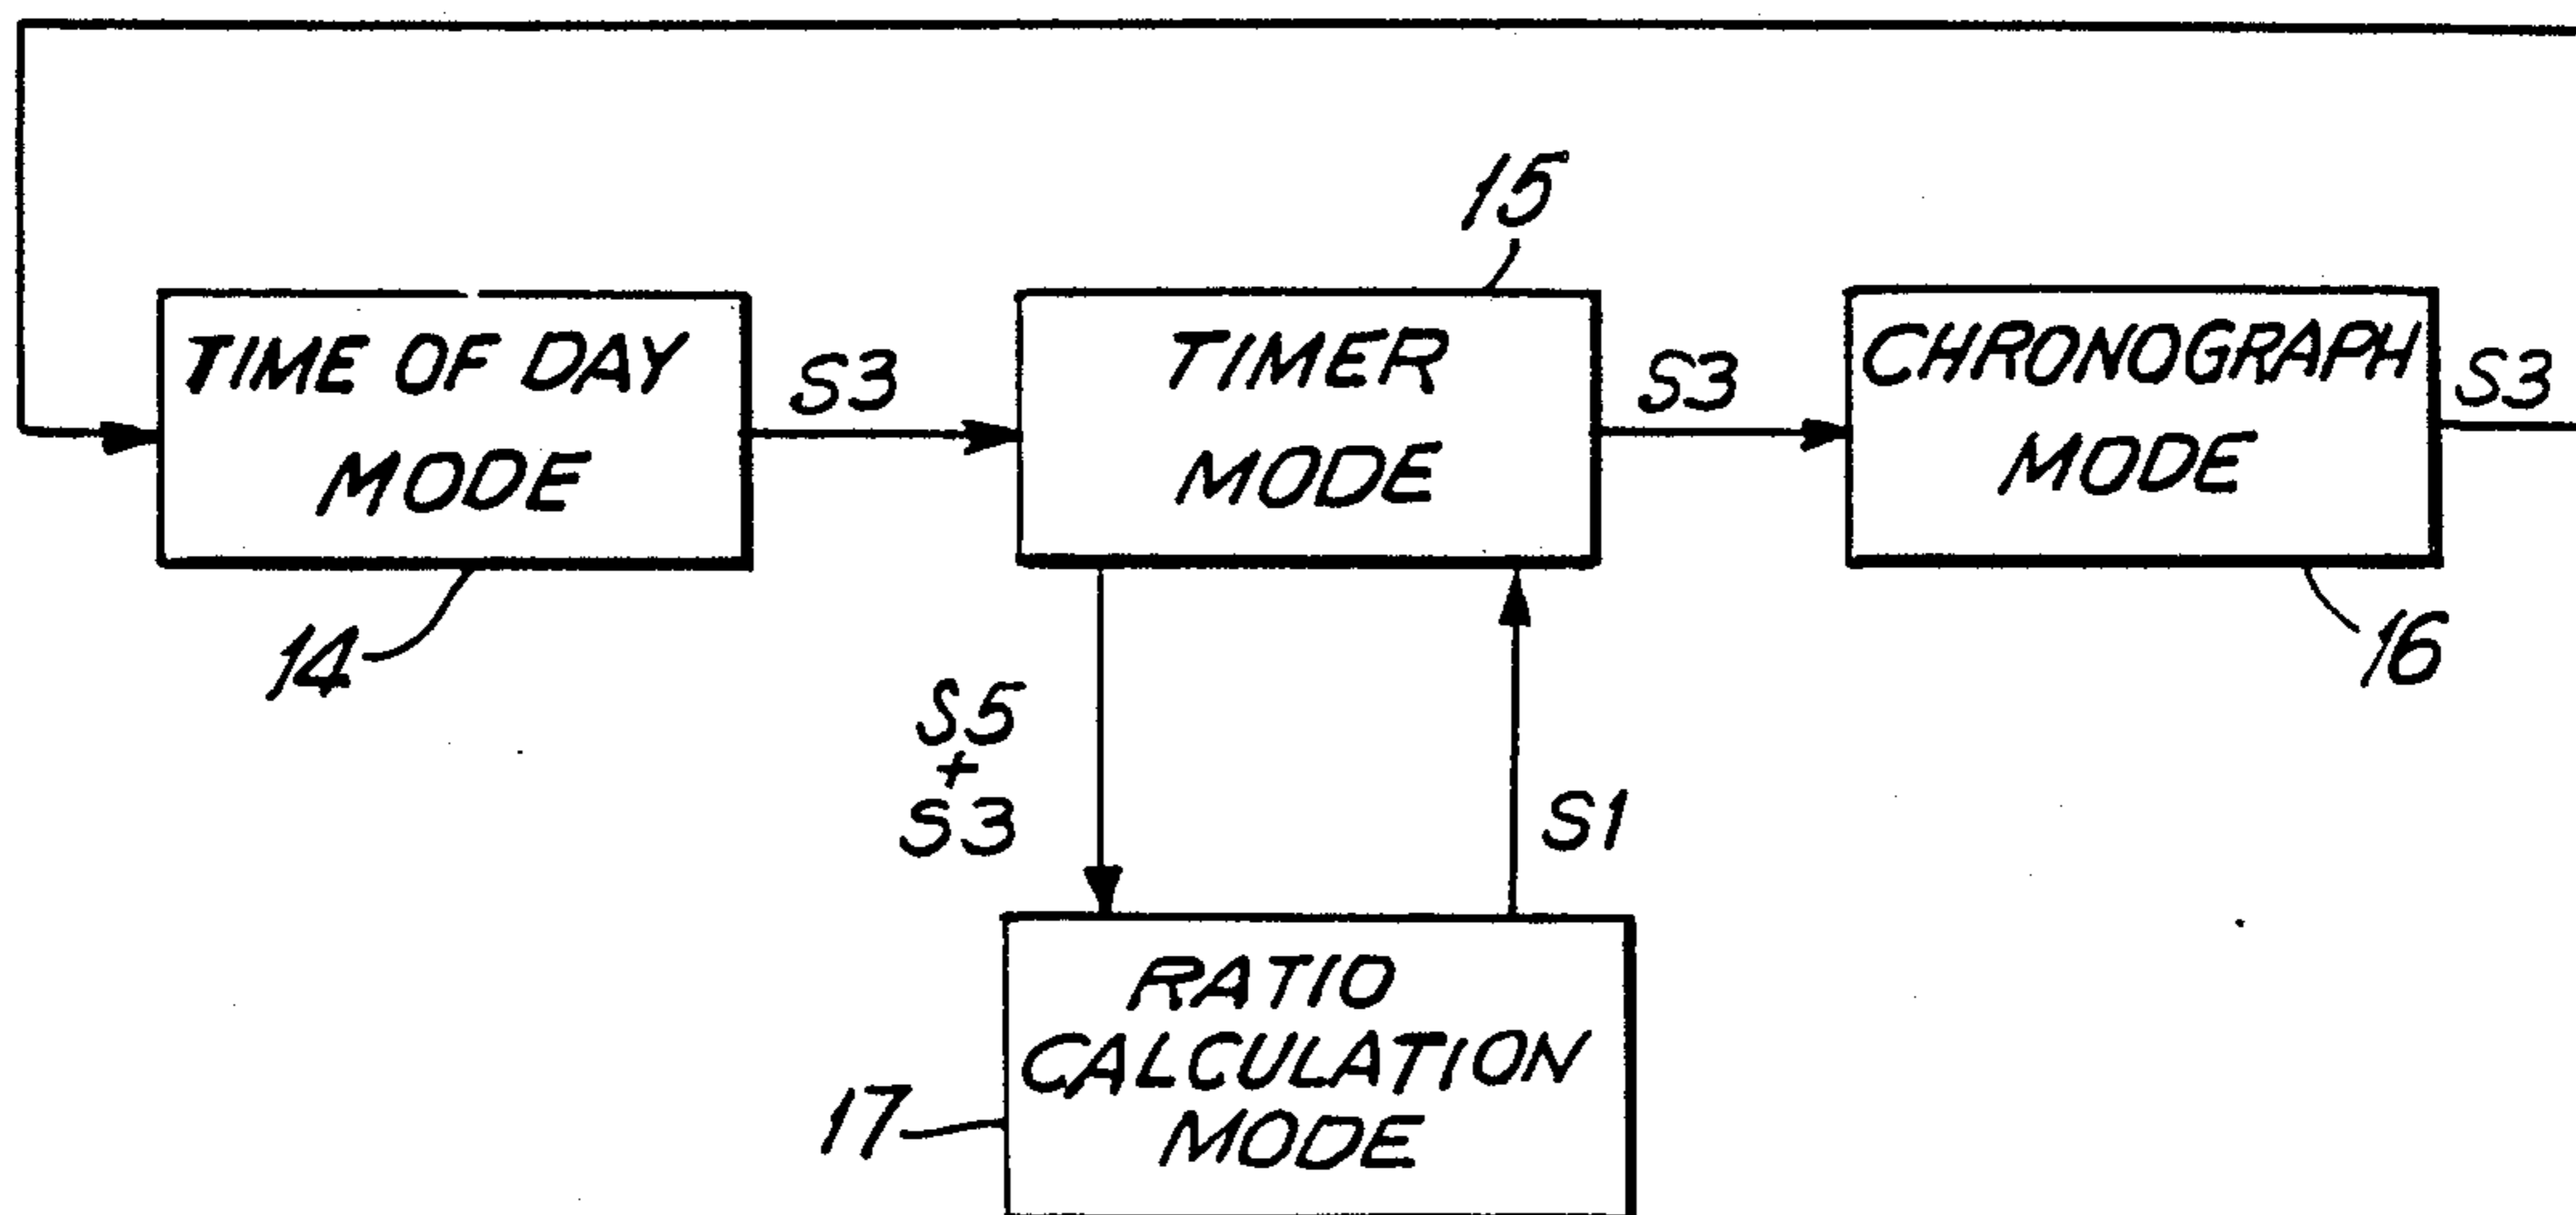 15
TIME OF DAY
MODE
S3
TIMER
MODE
S3
CHRONOGRAPH
MODE
S3
14
16
S5
+
S3
S1
RATIO
CALCULATION
MODE
17